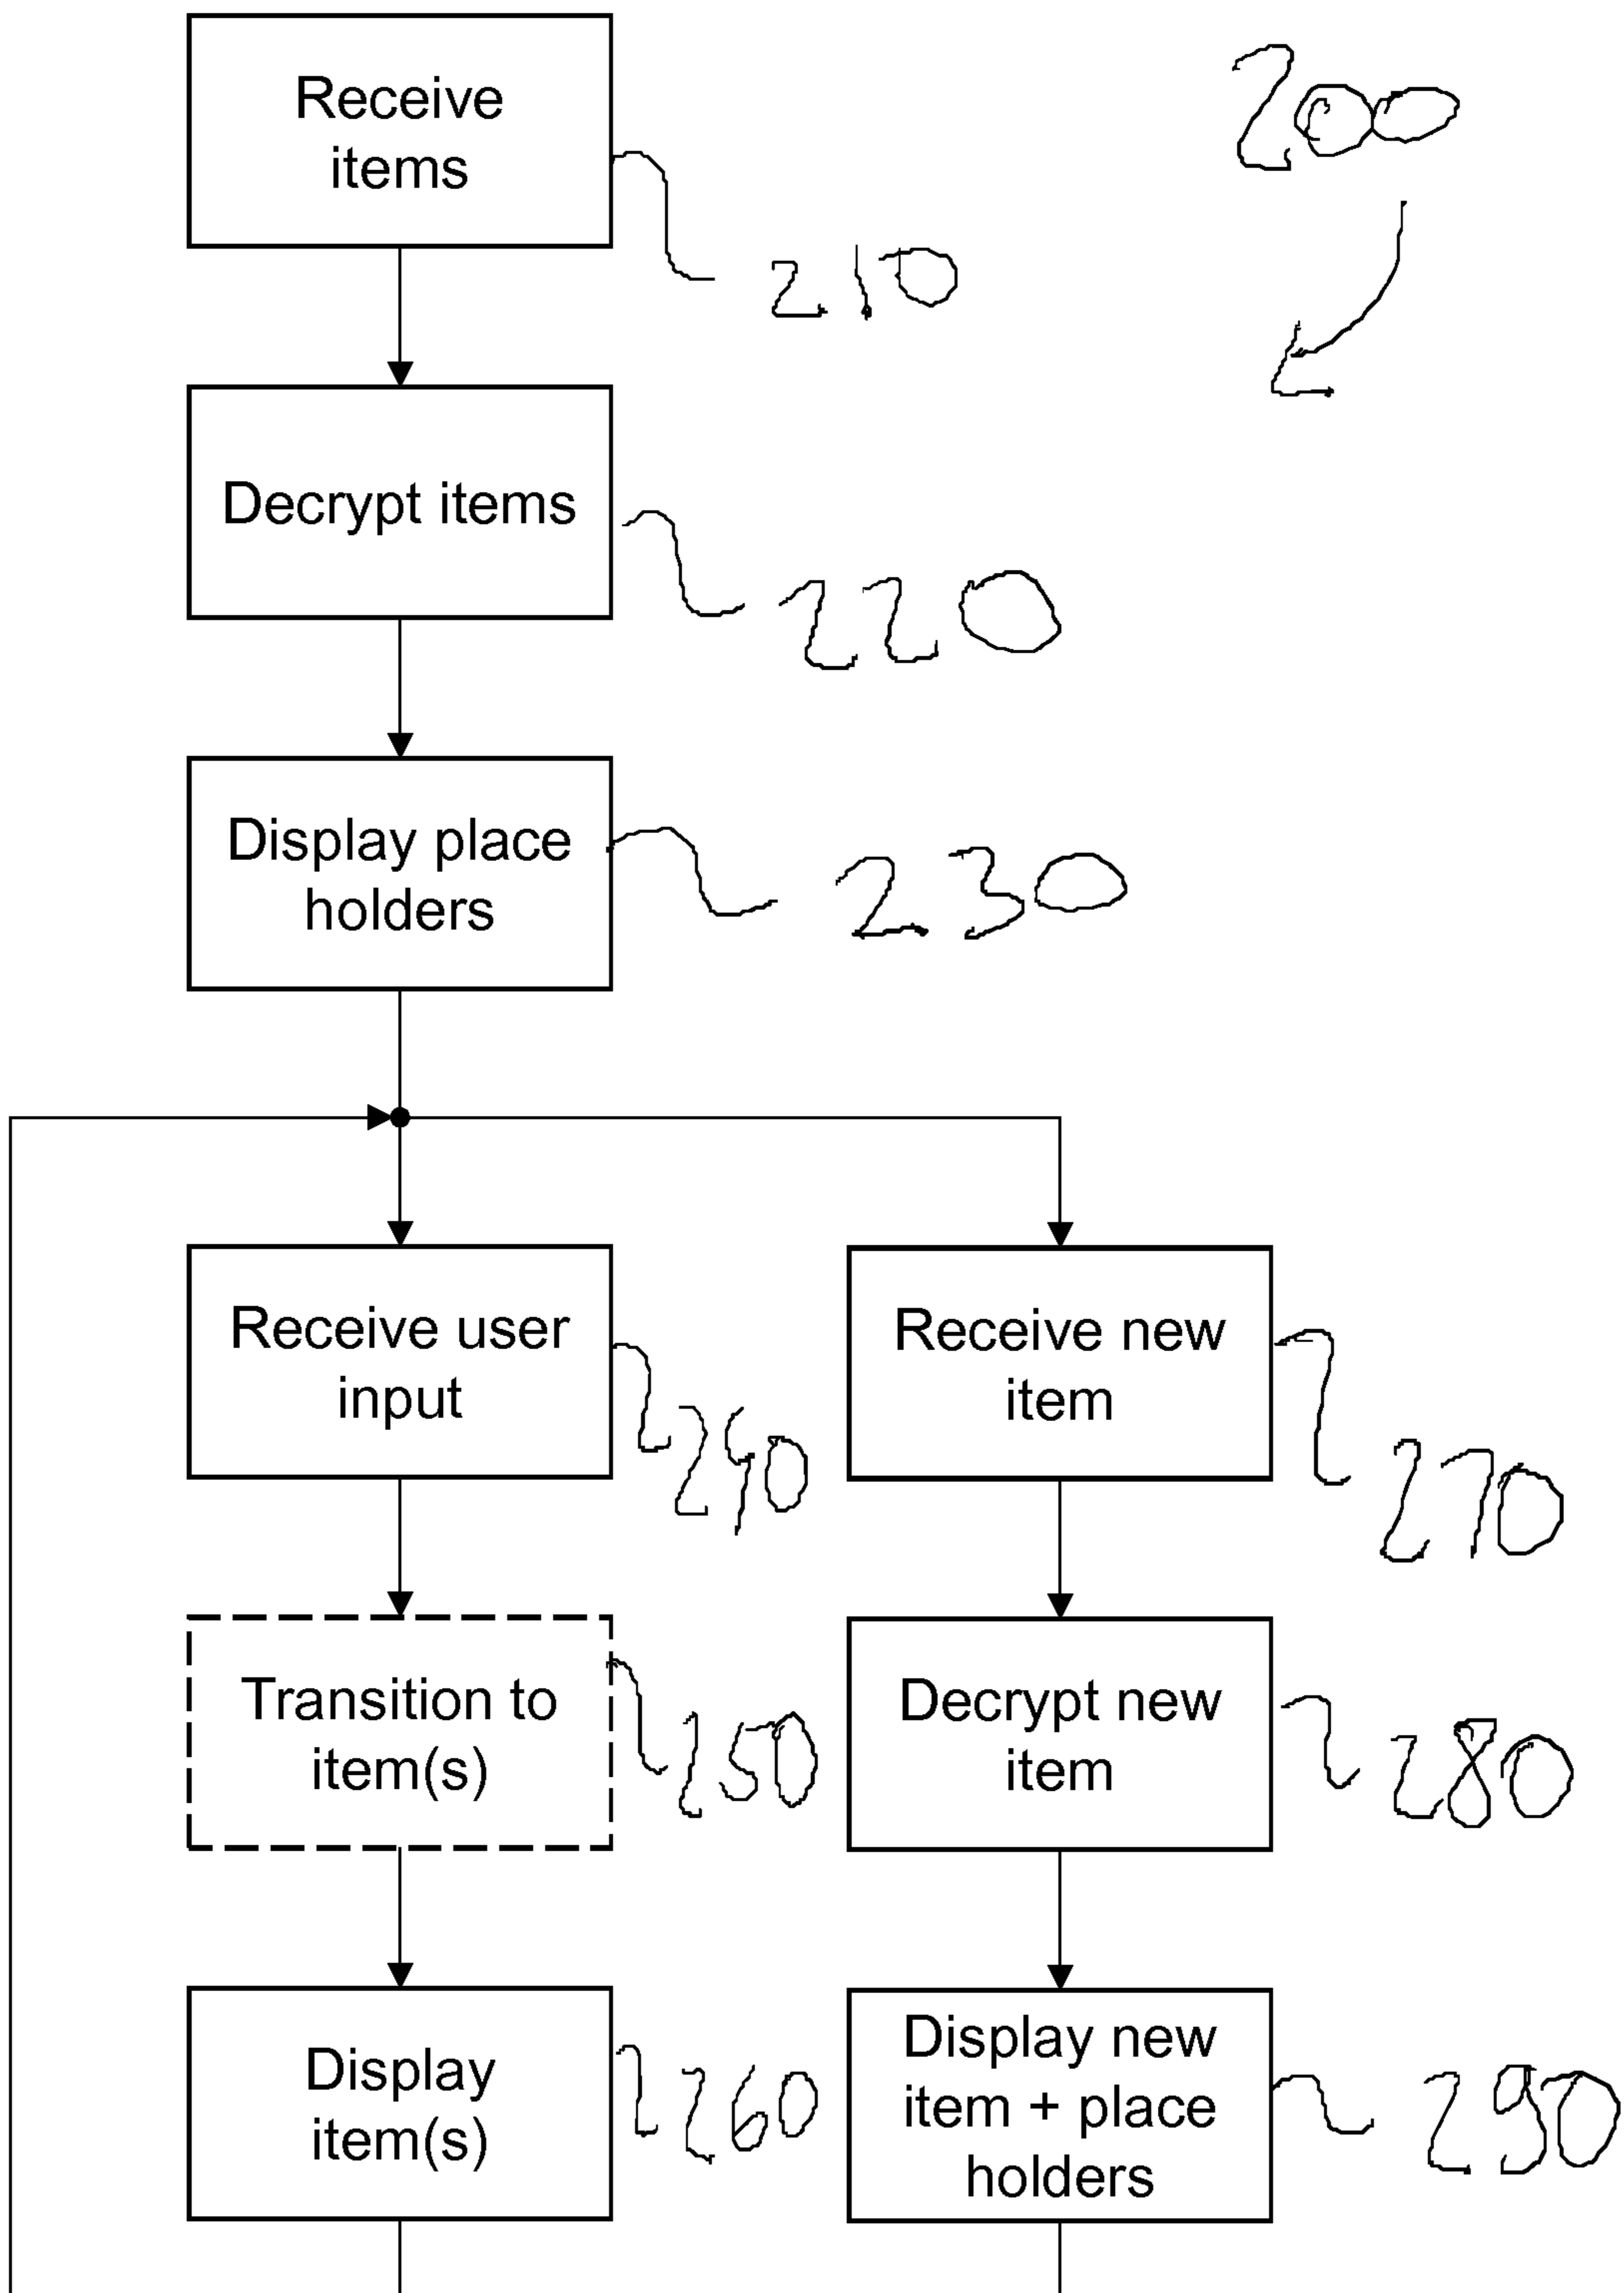 Receive
items
200
210
Decrypt items
220
Display place
holders
230
Receive user
input
240
Receive new
item
270
Transition to
item(s)
250
Decrypt new
item
280
Display
item(s)
260
Display new
item + place
holders
290